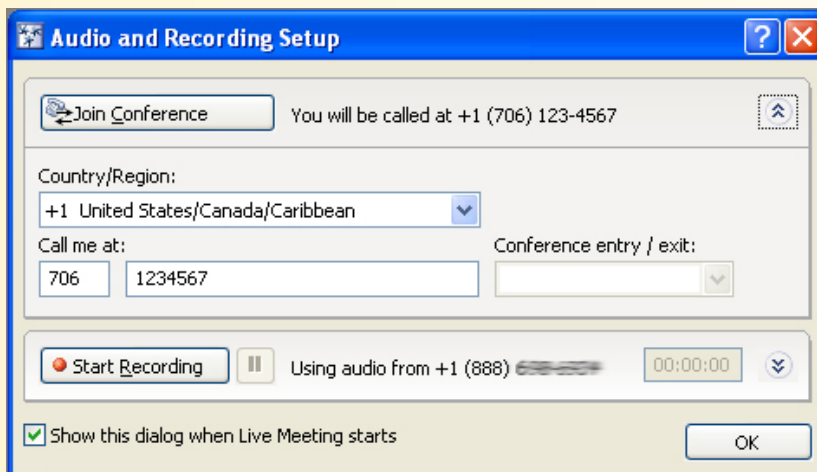 Audio and Recording Setup
Join Conference You will be called at +1 (706) 123-4567
Country/Region:
+1 United States/Canada/Caribbean
Call me at: Conference entry / exit:
706 1234567
Start Recording Using audio from +1 (888) 00:00:00
Show this dialog when Live Meeting starts
OK